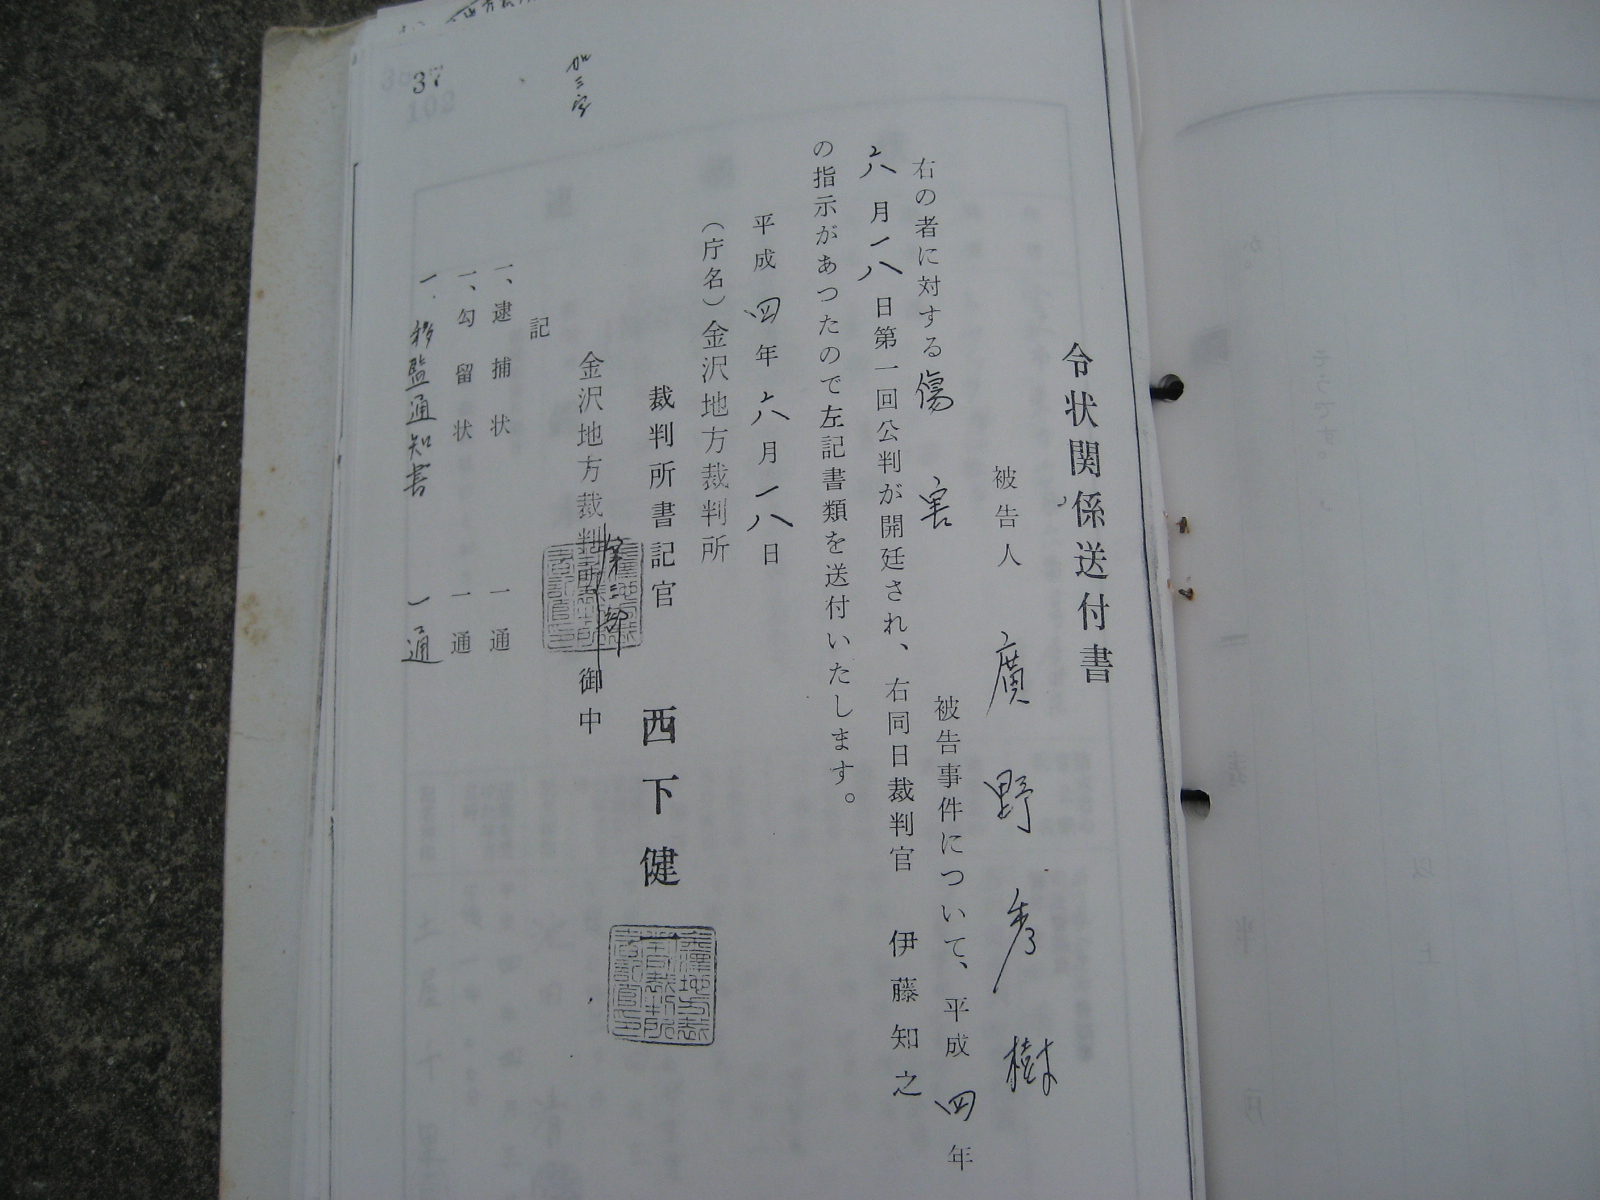 令状関係送付書
被告人 廣野秀樹
右の者に対する傷害 被告事件について、平成四年
六月一八日第一回公判が開廷され、右同日裁判官 伊藤知之
の指示があつたので左記書類を送付いたします。
平成四年六月一八日
(庁名)金沢地方裁判所
裁判所書記官 西下健一
金沢地方裁判所 第二部 御中
加三字
記
一、逮捕状 一通
一、勾留状 一通
一、移監通知書 一通
37